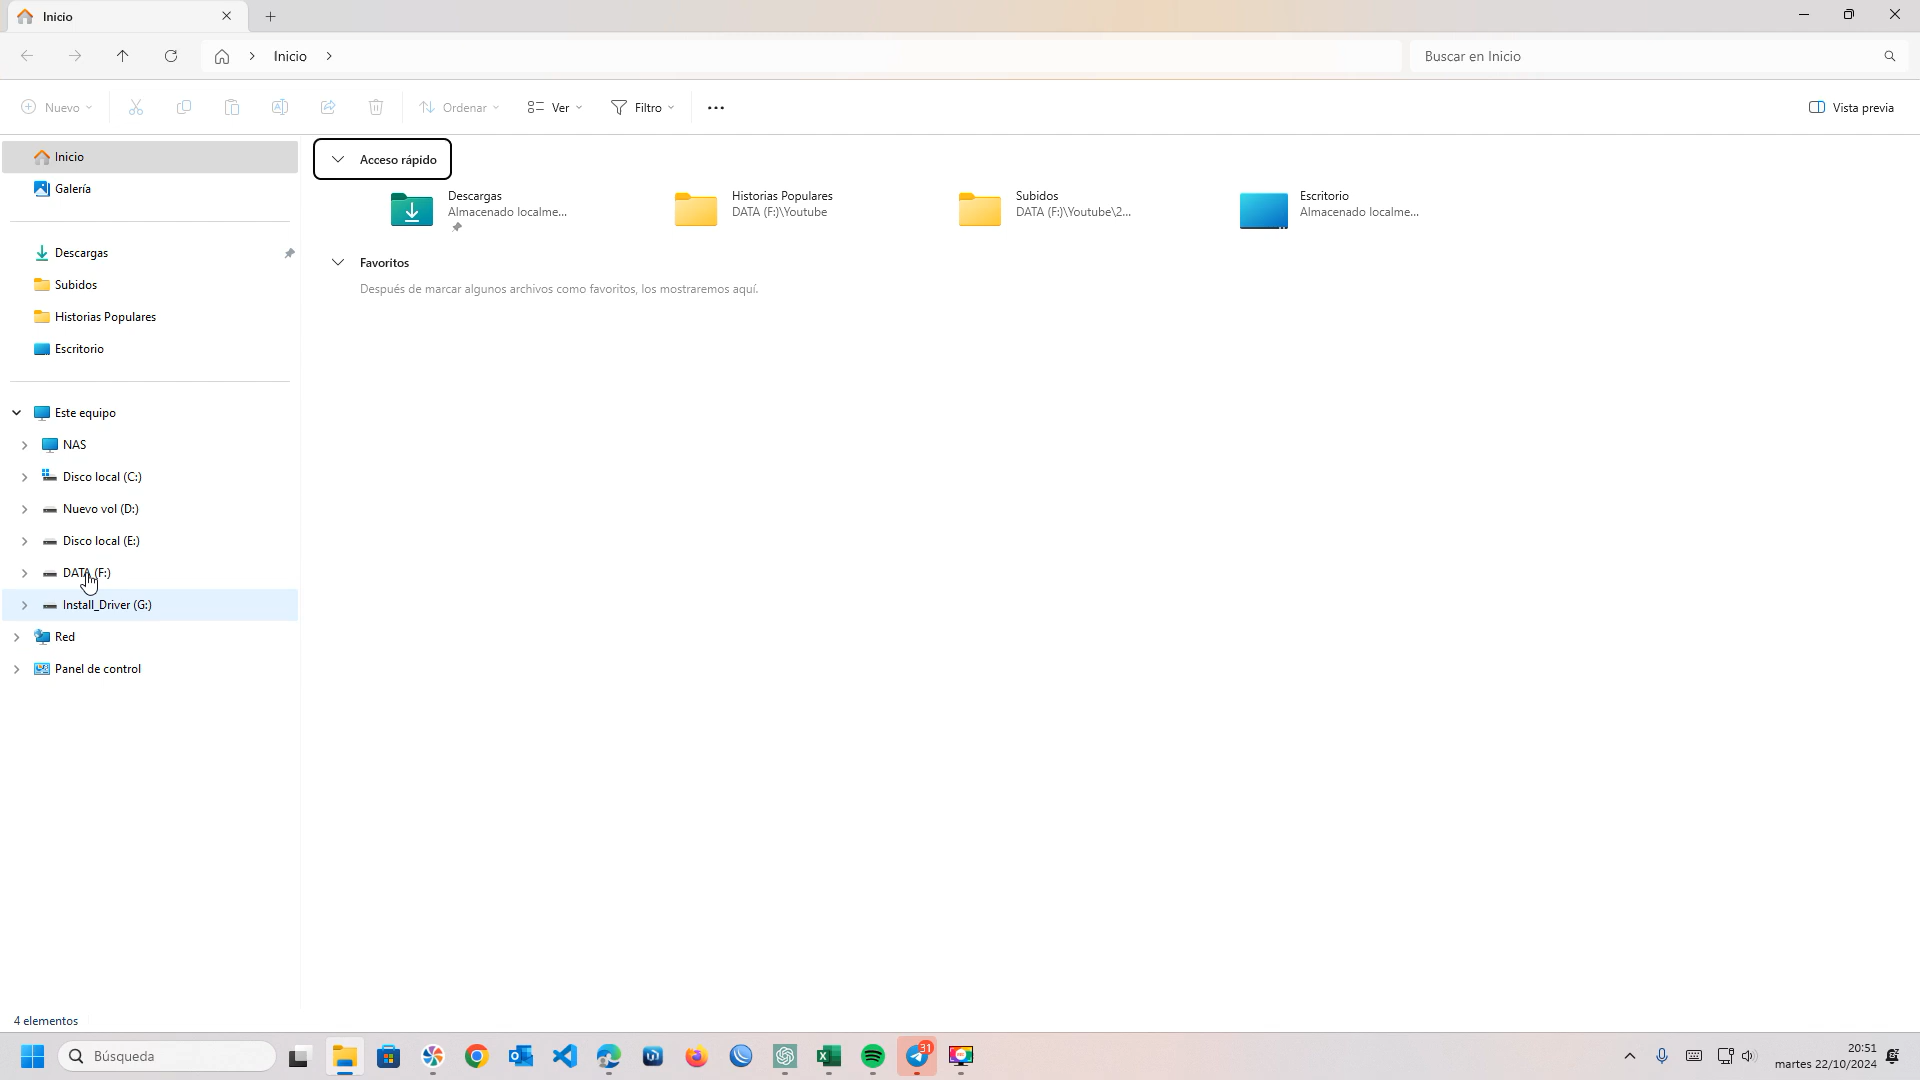 Inicio
Inicio
Buscar en Inicio
Nuevo
Ordenar
Ver
Filtro
Vista previa
Inicio
Galería
Descargas
Subidos
Historias Populares
Escritorio
Este equipo
NAS
Disco local (C:)
Nuevo vol (D:)
Disco local (E:)
DATA (F:)
Install_Driver (G:)
Red
Panel de control
Acceso rápido
Descargas
Almacenado localme...
Historias Populares
DATA (F:)\Youtube
Subidos
DATA (F:)\Youtube\2...
Escritorio
Almacenado localme...
Favoritos
Después de marcar algunos archivos como favoritos, los mostraremos aquí.
4 elementos
Búsqueda
31
20:51
martes 22/10/2024